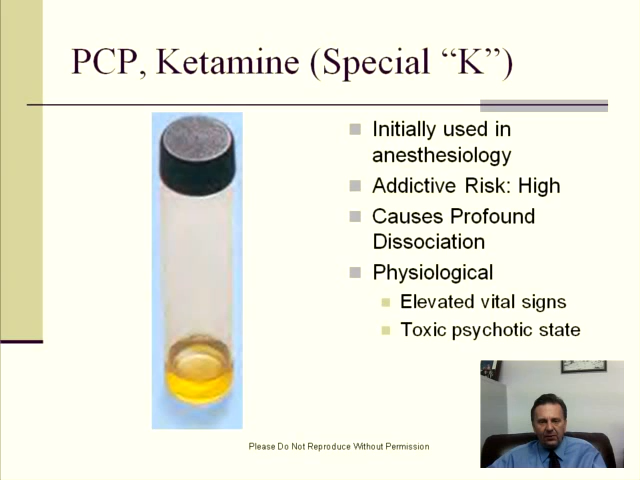 PCP, Ketamine (Special “K”)
Initially used in
anesthesiology
Addictive Risk: High
Causes Profound
Dissociation
Physiological
Elevated vital signs
Toxic psychotic state
Please Do Not Reproduce Without Permission